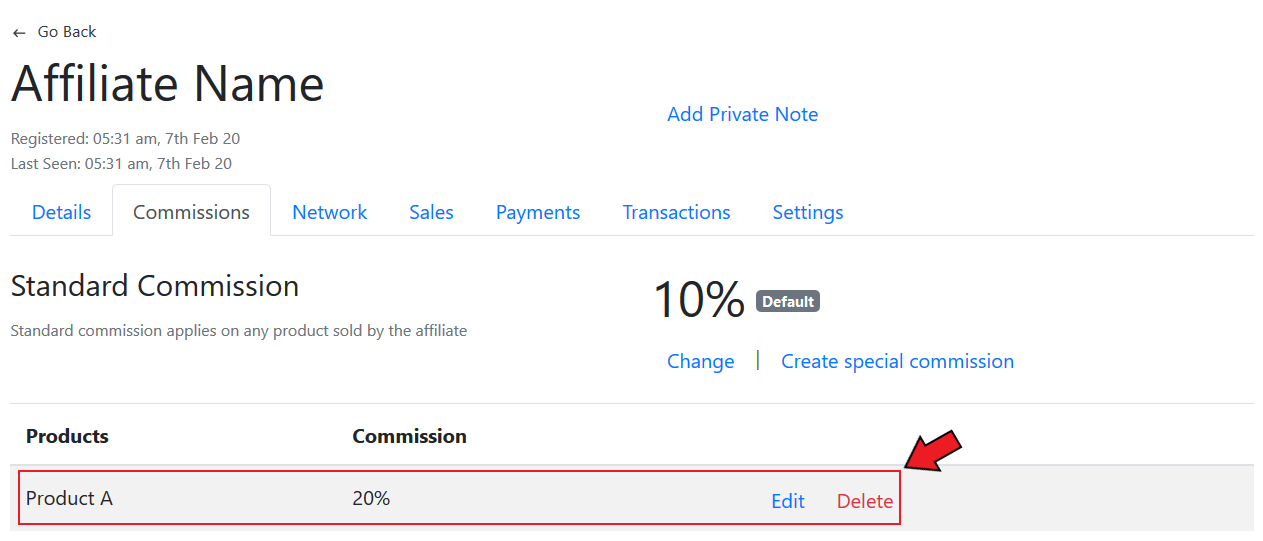 ← Go Back
Affiliate Name
Add Private Note
Registered: 05:31 am, 7th Feb 20
Last Seen: 05:31 am, 7th Feb 20
Details Commissions Network Sales Payments Transactions Settings
Standard Commission
10% Default
Standard commission applies on any product sold by the affiliate
Change | Create special commission
Products Commission
Product A 20% Edit Delete